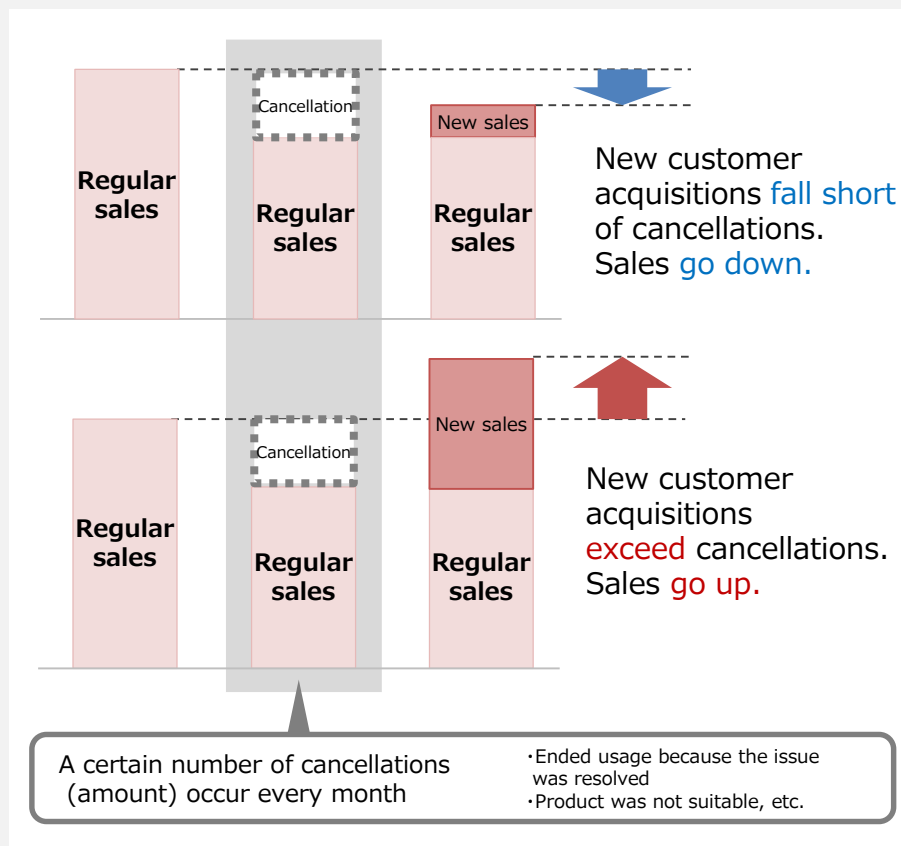 Cancellation
New sales
Regular
sales
Regular
sales
Regular
sales
New customer
acquisitions fall short
of cancellations.
Sales go down.
New sales
Cancellation
Regular
sales
Regular
sales
Regular
sales
New customer
acquisitions
exceed cancellations.
Sales go up.
A certain number of cancellations
(amount) occur every month
・Ended usage because the issue
was resolved
・Product was not suitable, etc.